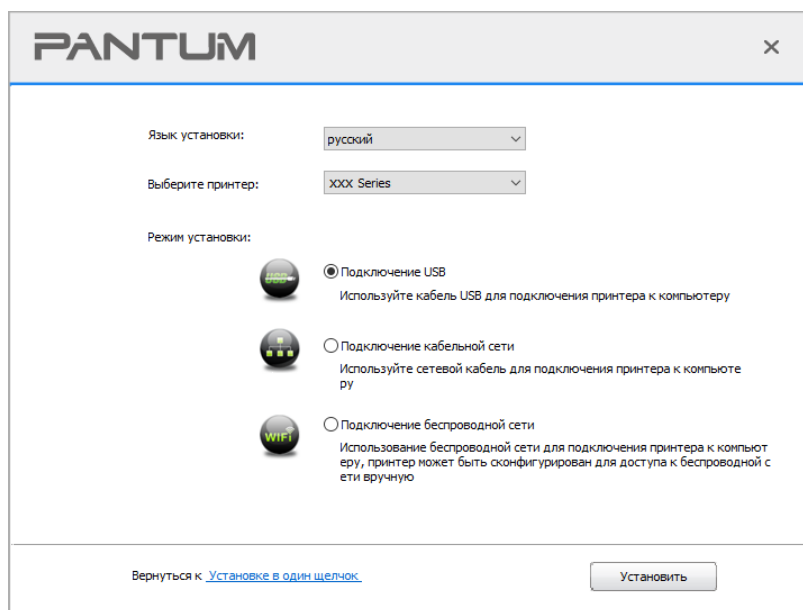 PANTUM
Язык установки:
русский
Выберите принтер:
XXX Series
Режим установки:
USB
Подключение USB
Используйте кабель USB для подключения принтера к компьютеру
Подключение кабельной сети
Используйте сетевой кабель для подключения принтера к компьюте
ру
WiFi
Подключение беспроводной сети
Использование беспроводной сети для подключения принтера к компьют
еру, принтер может быть сконфигурирован для доступа к беспроводной с
ети вручную
Вернуться к Установке в один щелчок
Установить